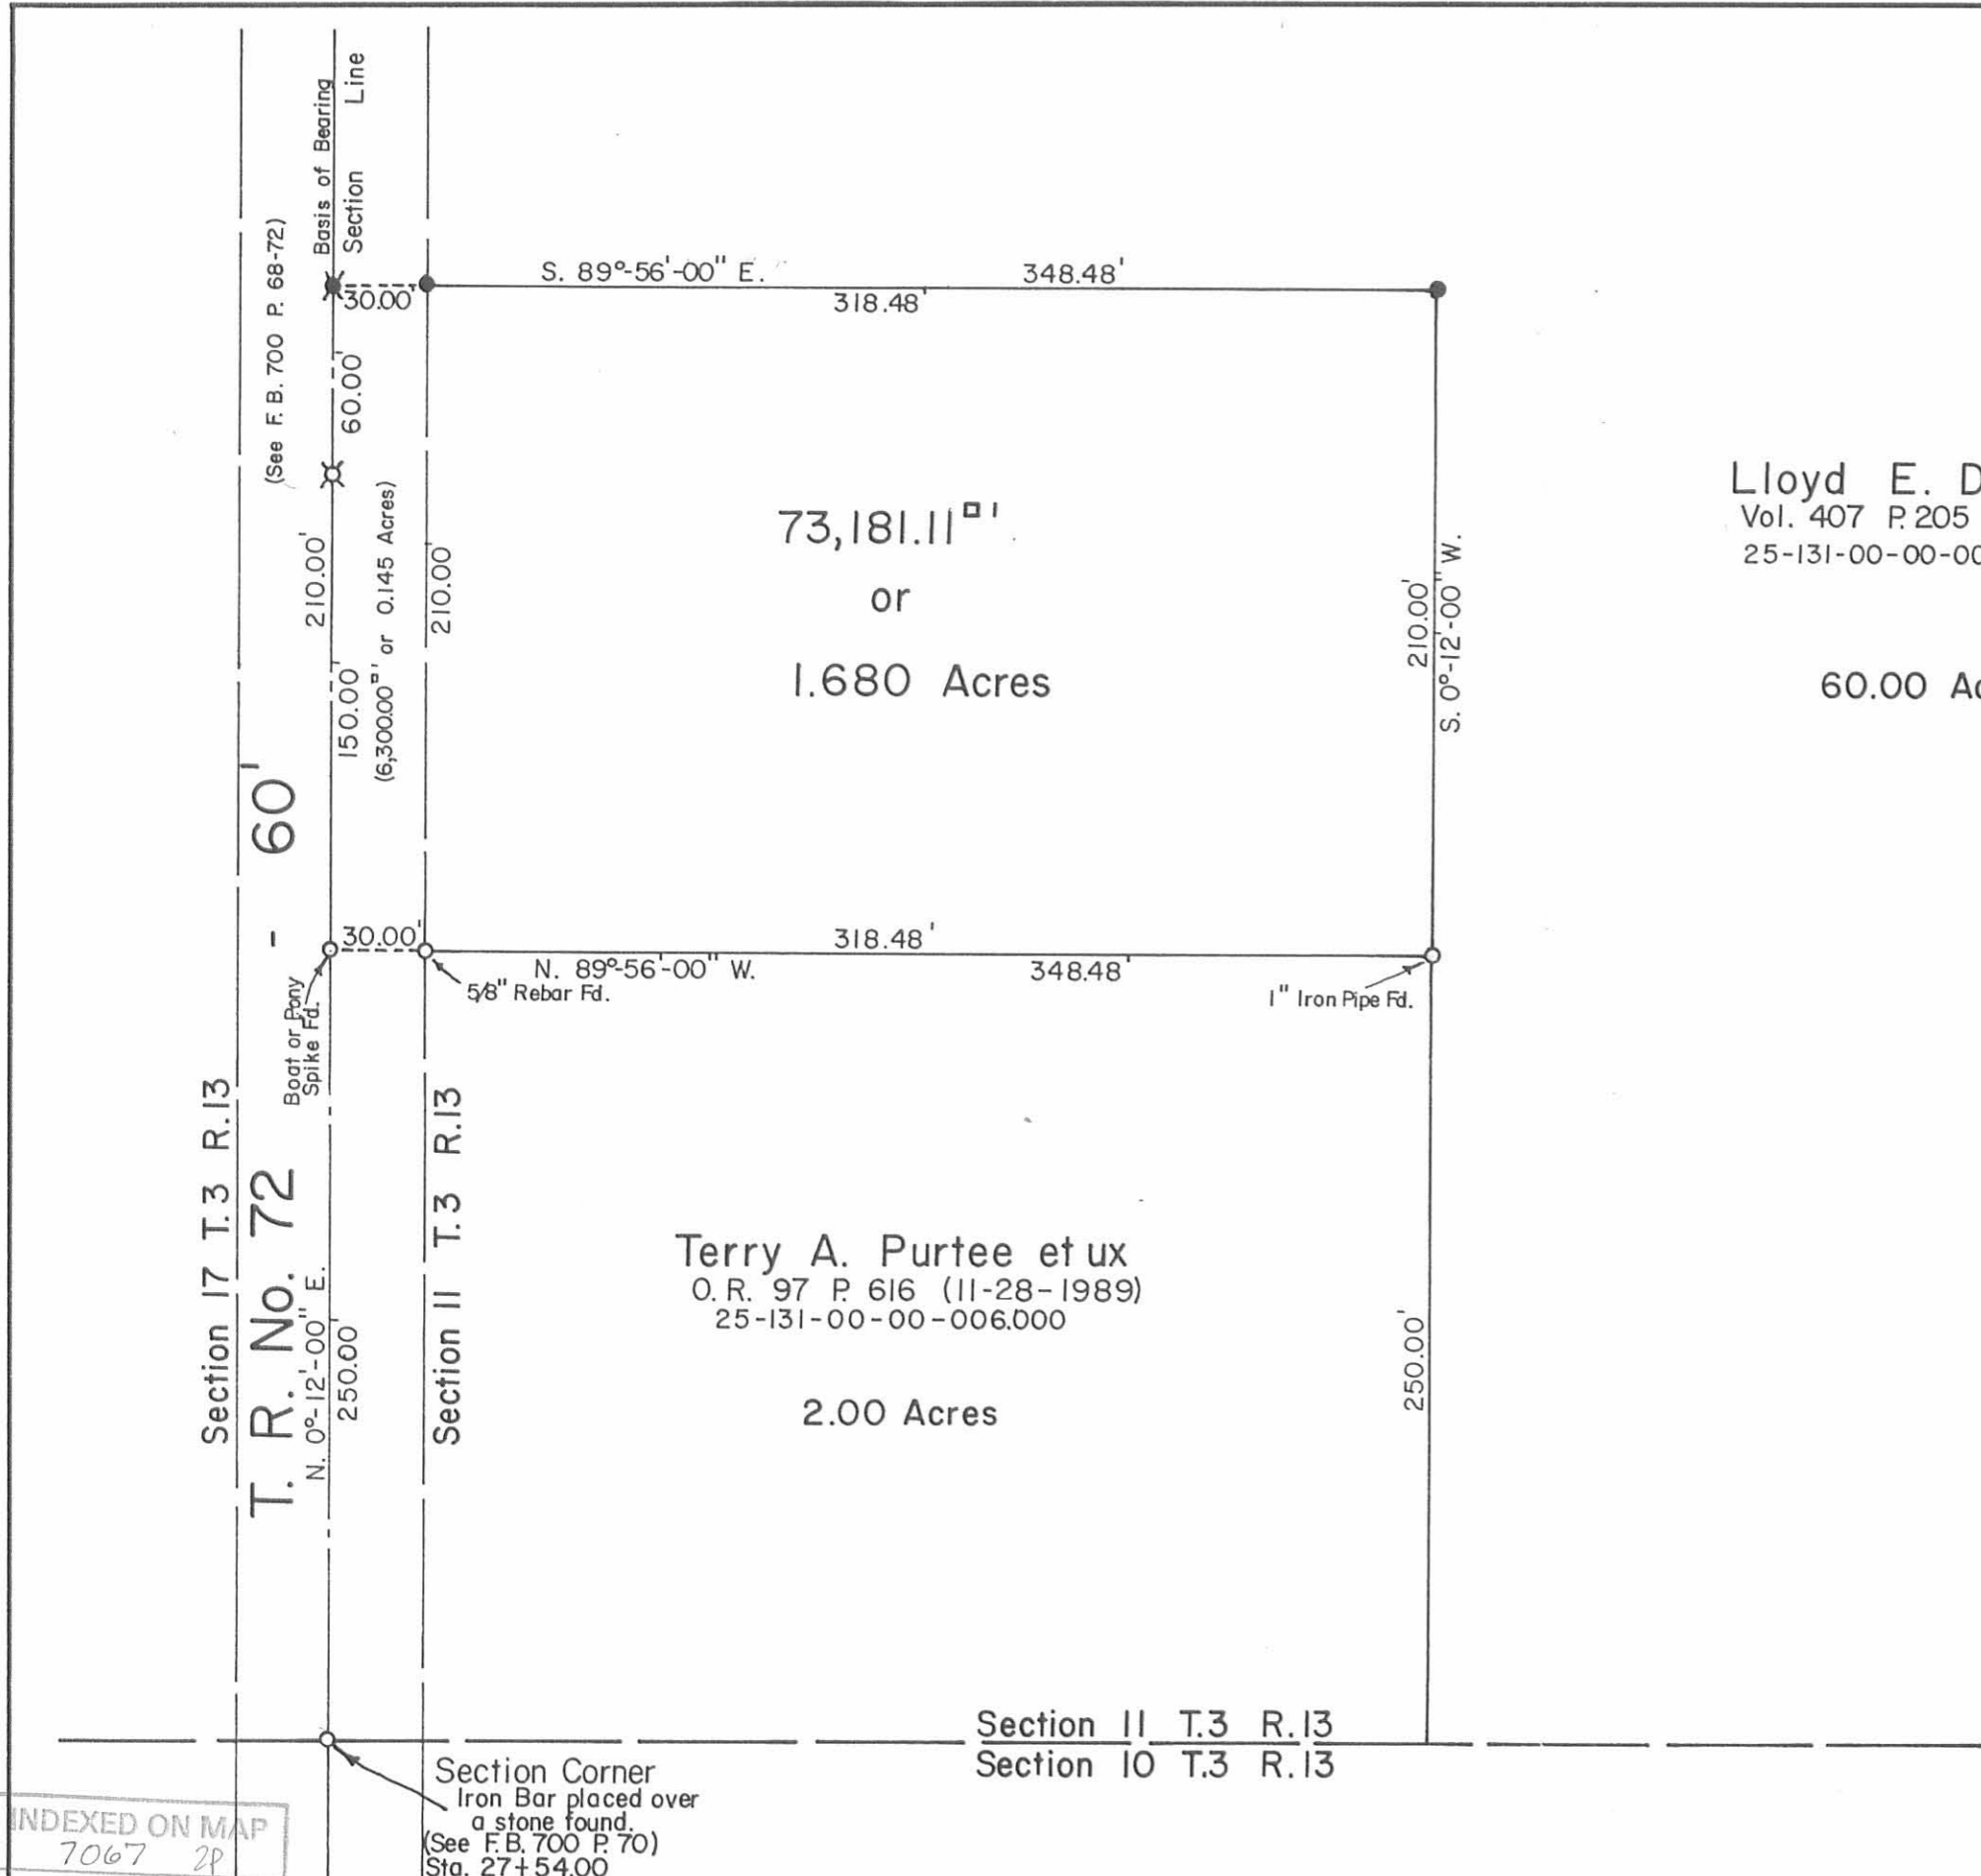 Basis of Bearing
Section Line
(See F.B. 700 P. 68-72)
S. 89°-56'-00" E. 348.48'
30.00'
318.48'
60.00'
210.00'
150.00'
(6,300.00□' or 0.145 Acres)
210.00'
73,181.11□'
or
1.680 Acres
210.00'
S. 0°-12'-00" W.
Lloyd E. D
Vol. 407 P. 205
25-131-00-00-00
60.00 Ac
30.00'
318.48'
N. 89°-56'-00" W. 348.48'
5/8" Rebar Fd.
1" Iron Pipe Fd.
Boat or Pony
Spike Fd.
Section 17 T.3 R.13
T. R. No. 72 - 60'
N. 0°-12'-00" E.
250.00'
Section 11 T.3 R.13
Terry A. Purtee et ux
O.R. 97 P. 616 (11-28-1989)
25-131-00-00-006.000
2.00 Acres
250.00'
Section 11 T.3 R.13
Section 10 T.3 R.13
Section Corner
Iron Bar placed over
a stone found.
(See F.B. 700 P. 70)
Sta. 27+54.00
INDEXED ON MAP
7067 2P